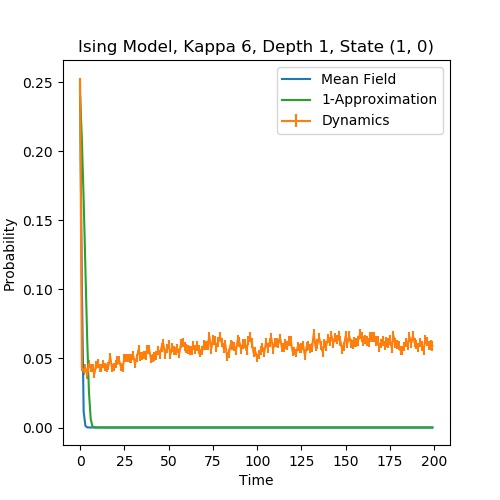 Ising Model, Kappa 6, Depth 1, State (1, 0)
Mean Field
1-Approximation
Dynamics
Probability
0.25
0.20
0.15
0.10
0.05
0.00
0 25 50 75 100 125 150 175 200
Time